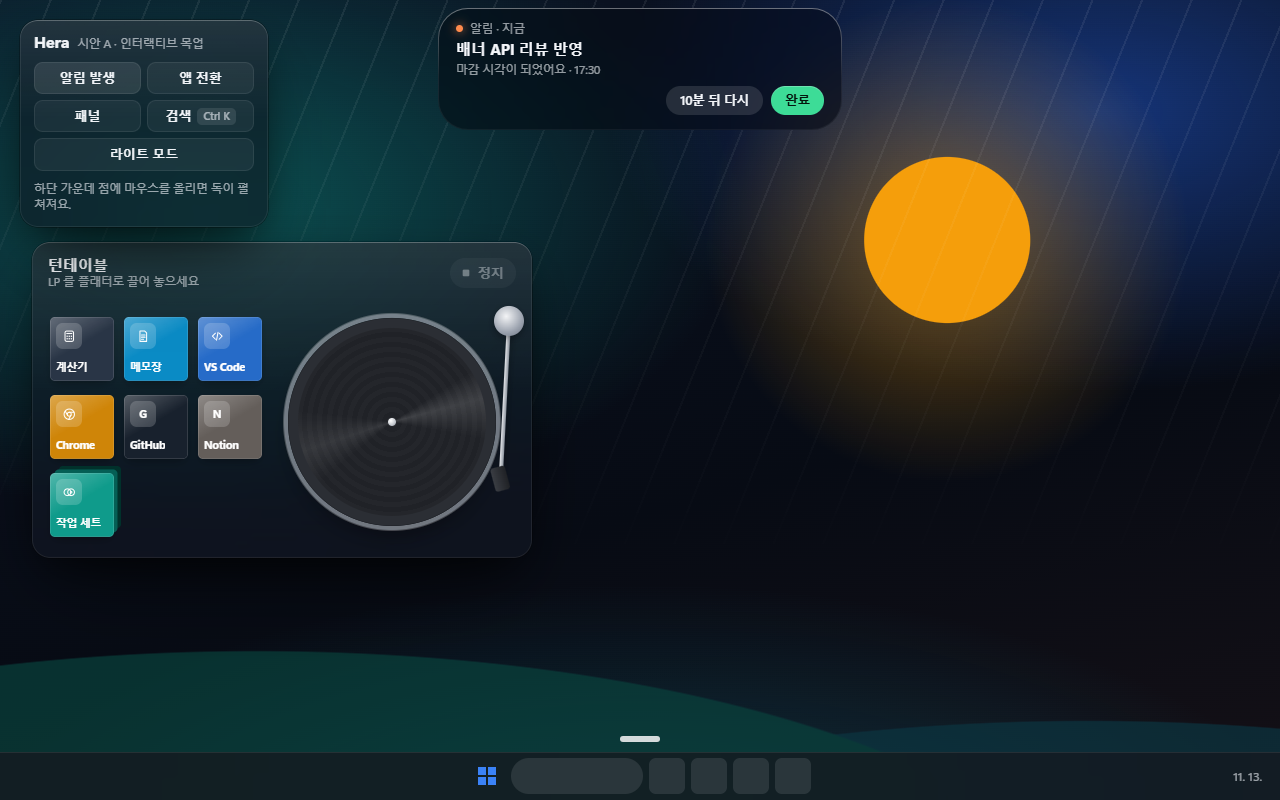 Hera 시안 A · 인터랙티브 목업
알림 발생
앱 전환
패널
검색 Ctrl K
라이트 모드
하단 가운데 점에 마우스를 올리면 독이 펼
쳐져요.
알림 · 지금
배너 API 리뷰 반영
마감 시각이 되었어요 · 17:30
10분 뒤 다시
완료
턴테이블
LP 를 플래터로 끌어 놓으세요
정지
계산기
메모장
VS Code
Chrome
G
GitHub
N
Notion
작업 세트
11. 13.